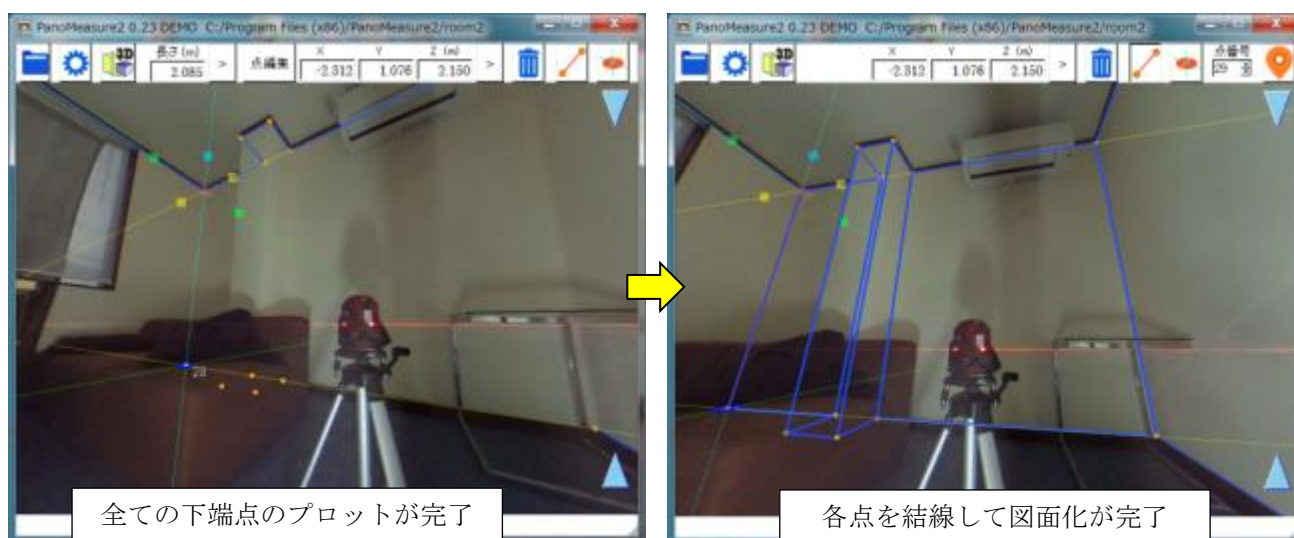 PanoMeasure2 0.23 DEMO C:/Program Files (x86)/PanoMeasure2/room2
3D
長さ(m)
2.085
>
点編集
X Y Z (m)
-2.312 1.076 2.150
>
全ての下端点のプロットが完了
PanoMeasure2 0.23 DEMO C:/Program Files (x86)/PanoMeasure2/room2
3D
X Y Z (m)
-2.312 1.076 2.150
>
点番号
29
各点を結線して図面化が完了